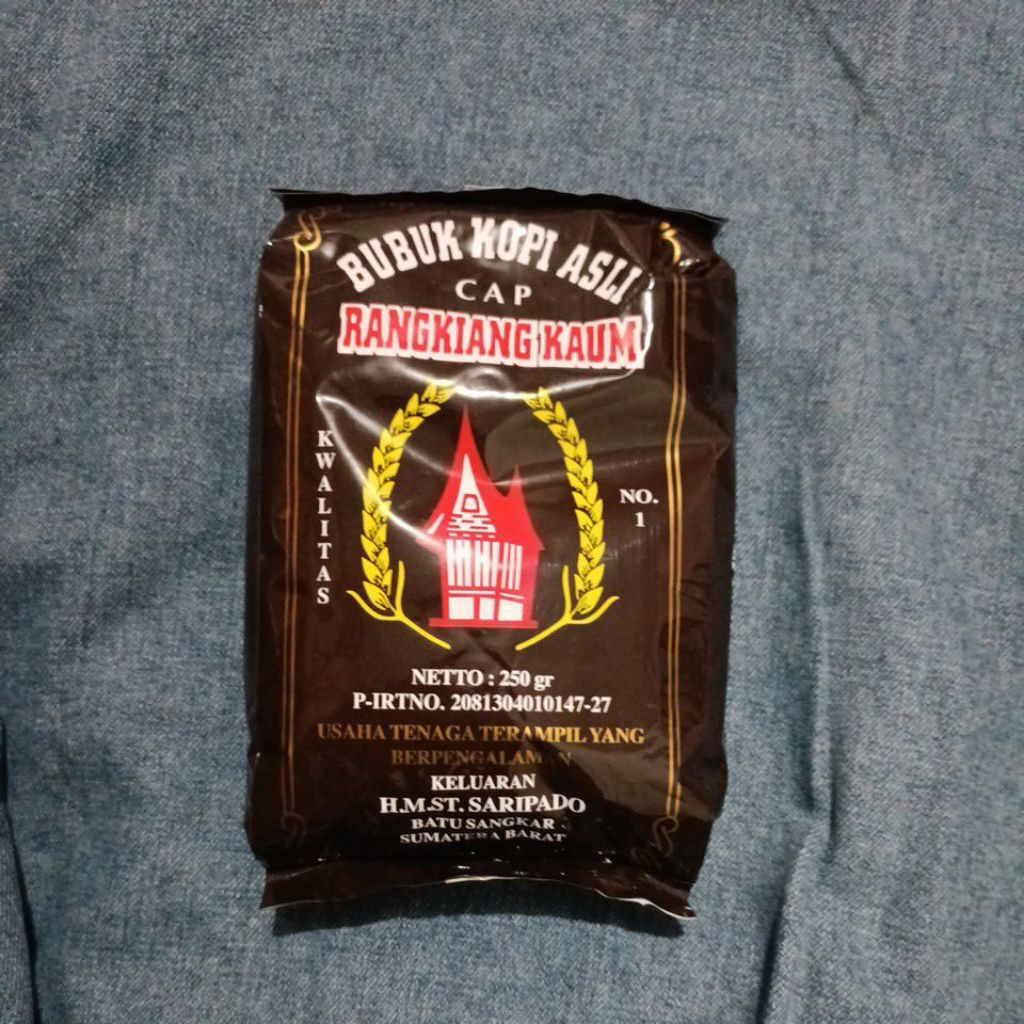 BUBUK KOPI ASLI
CAP
RANGKIANG KAUM
KWALITAS
NO.
1
NETTO : 250 gr
P-IRTNO. 2081304010147-27
USAHA TENAGA TERAMPIL YANG
BERPENGALAMAN
KELUARAN
H.M.ST. SARIPADO
BATU SANGKAR
SUMATERA BARAT